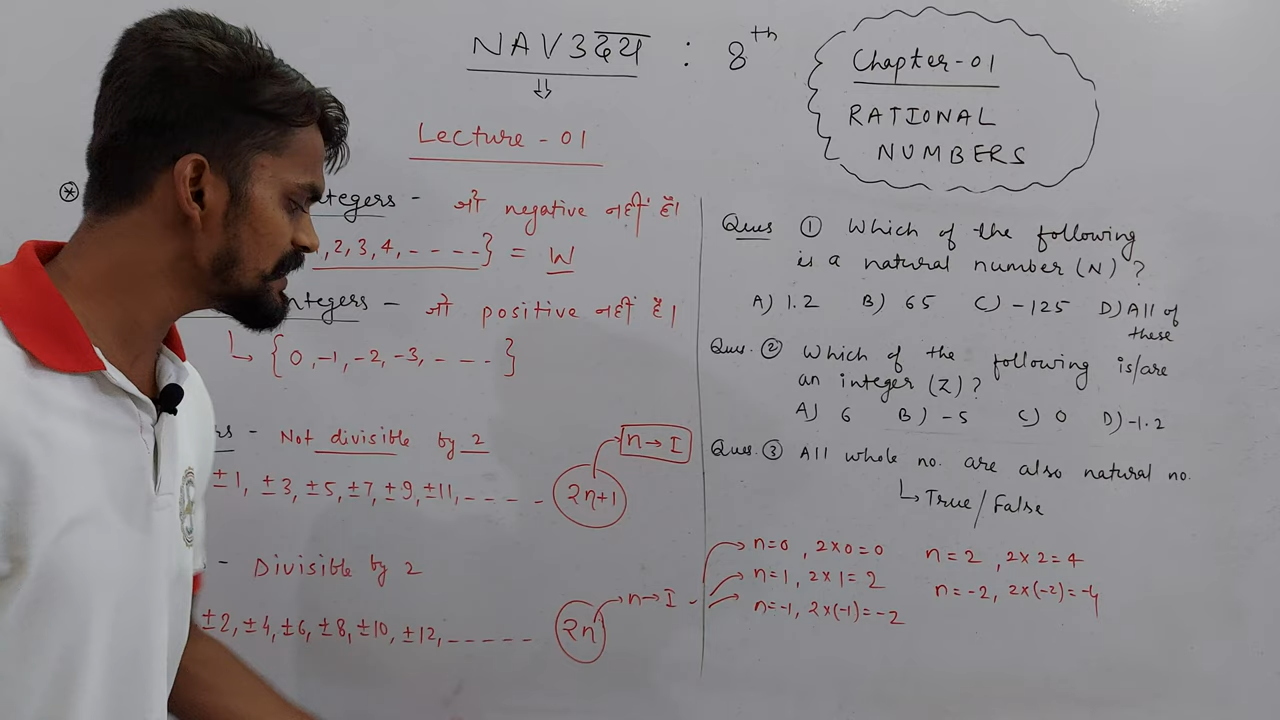 NAV3दय : 8th
⇓
Chapter-01
RATIONAL
NUMBERS
Lecture - 01
tegers - जो negative नहीं है।
, 2, 3, 4, - - - - -} = W
ntegers - जो positive नहीं है।
↳ { 0, -1, -2, -3, - - - - }
rs - Not divisible by 2
n → I
±1, ±3, ±5, ±7, ±9, ±11, - - - - - 2n+1
- Divisible by 2
±2, ±4, ±6, ±8, ±10, ±12, - - - - - - 2n → n → I
Ques ① Which of the following
is a natural number (N) ?
A) 1.2 B) 65 C) -125 D) All of
these
Ques. ② Which of the following is/are
an integer (Z) ?
A) 6 B) -5 C) 0 D) -1.2
Ques. ③ All whole no. are also natural no.
↳ True/False
n=0 , 2×0=0 n=2 , 2×2=4
n=1 , 2×1=2 n=-2, 2×(-2)=-4
n=-1, 2×(-1)=-2